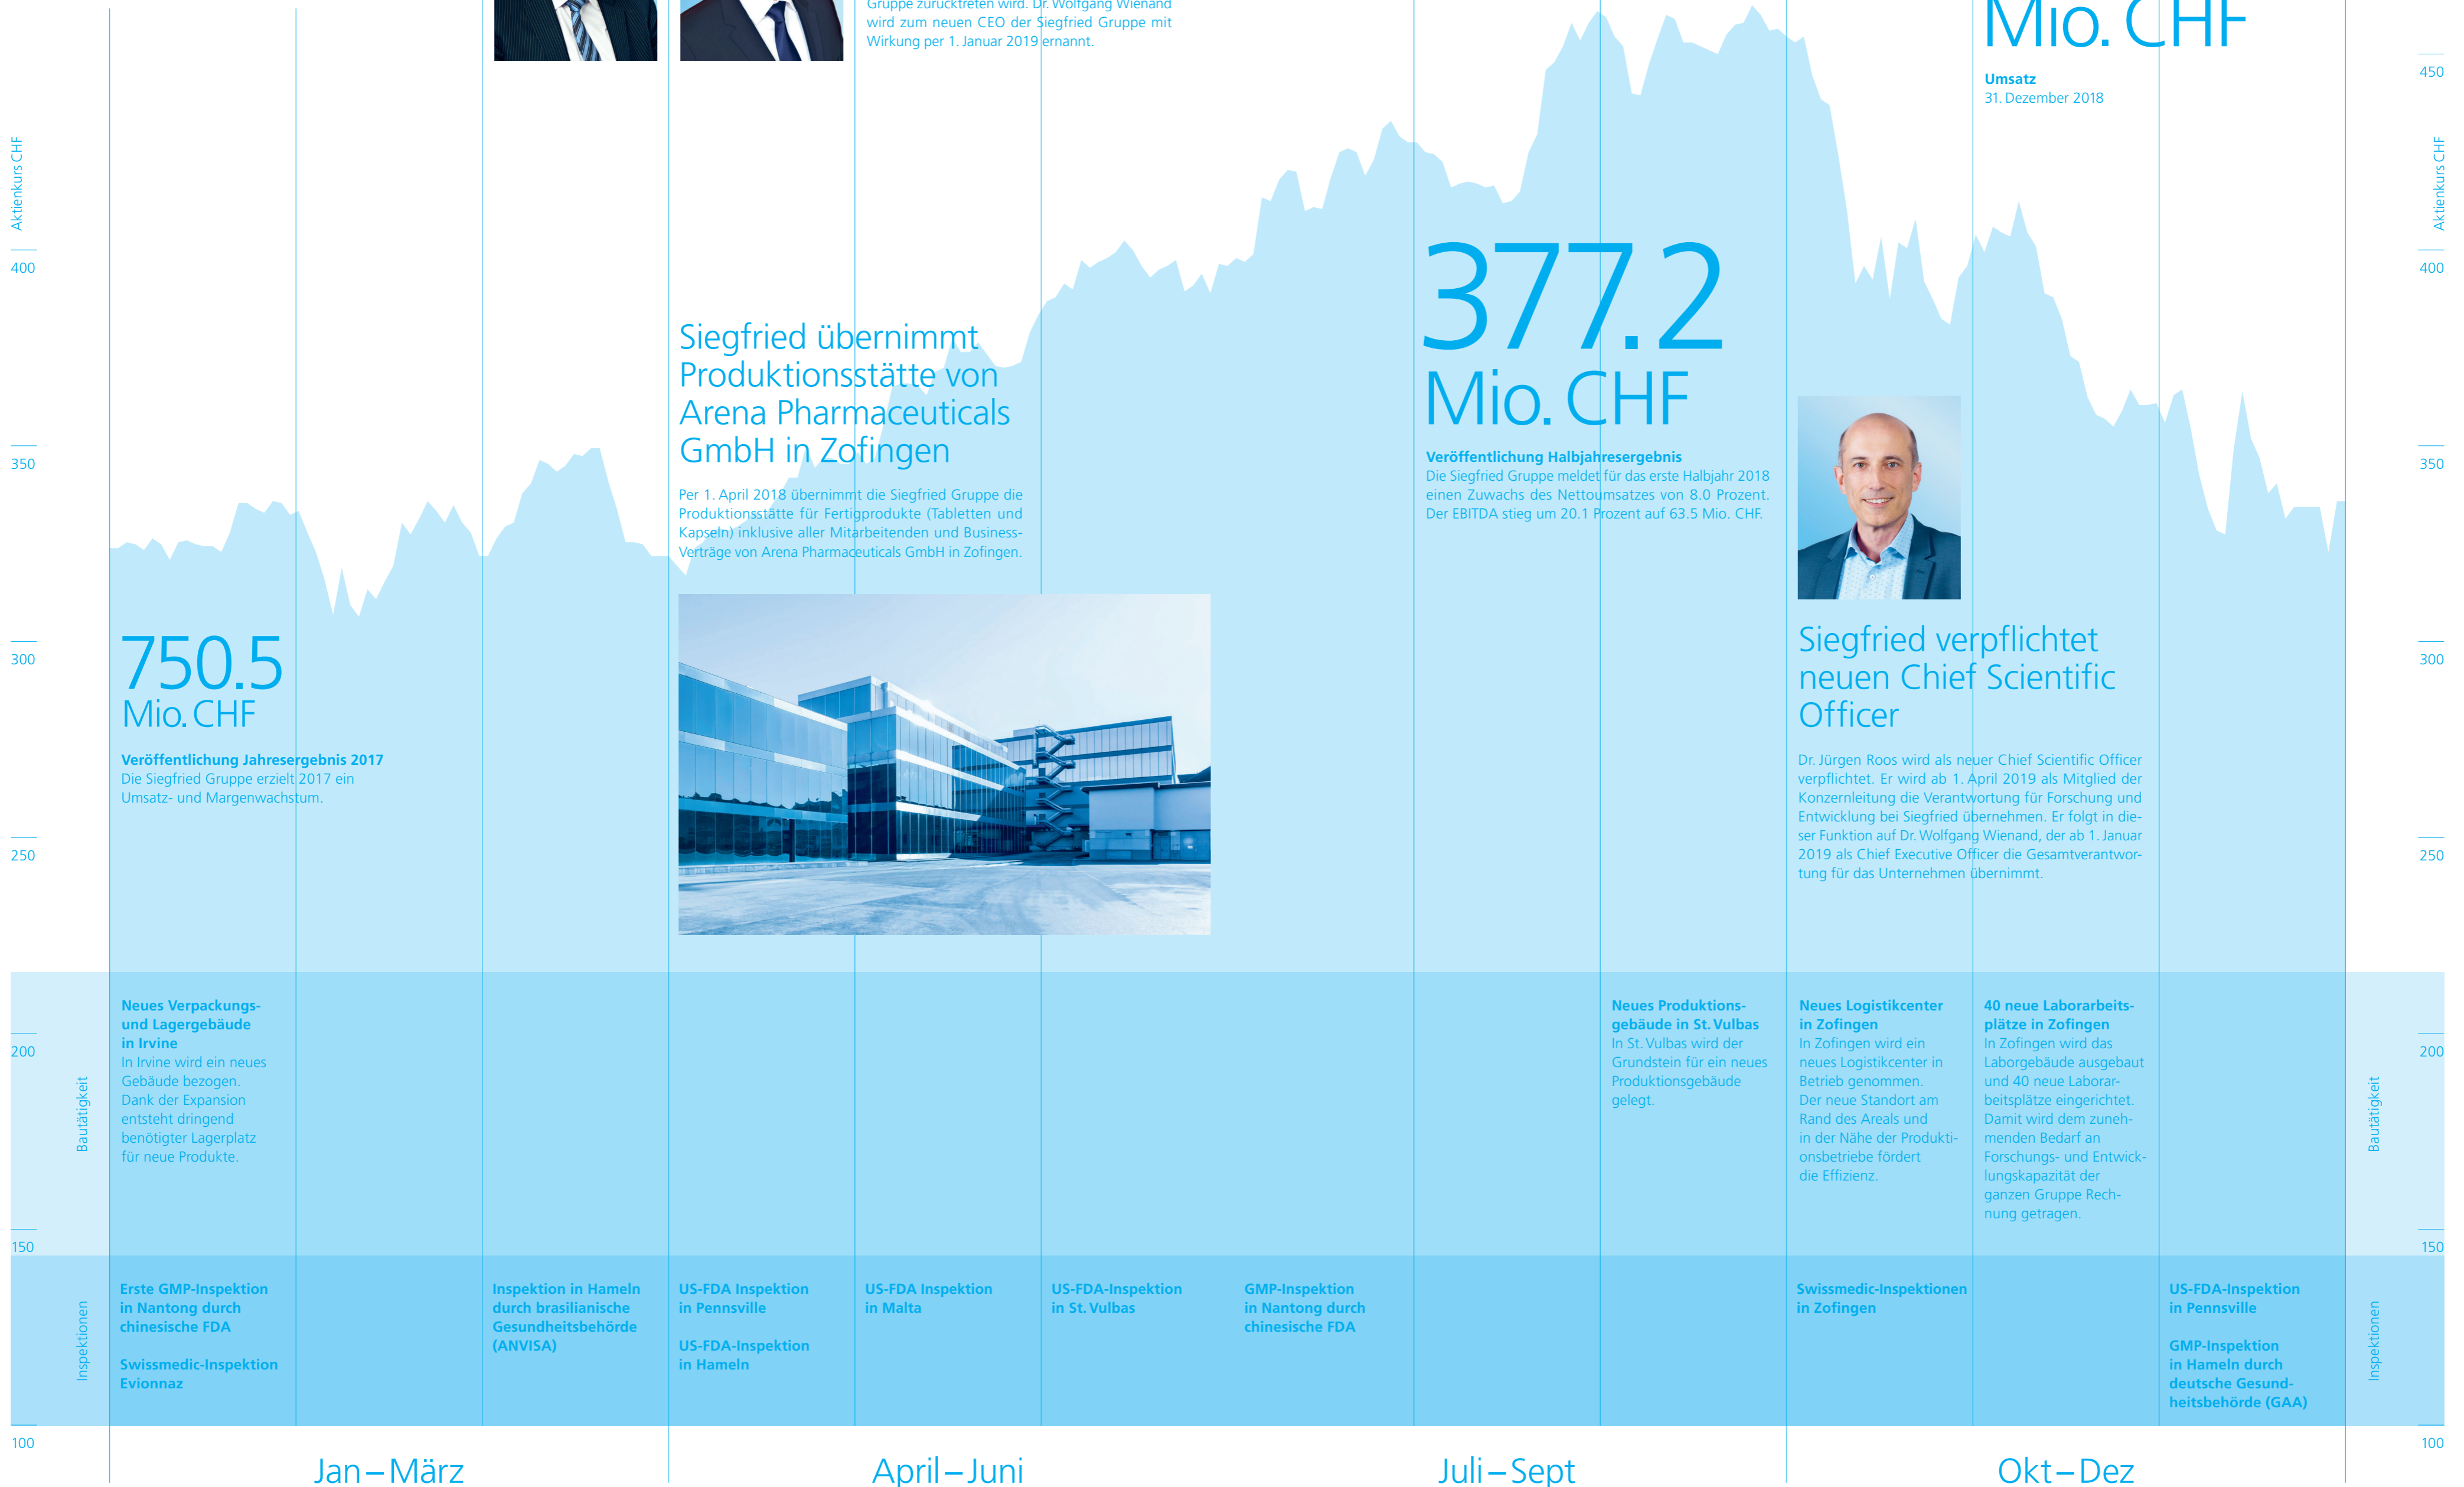 Gruppe zurücktreten wird. Dr. Wolfgang Wienand
wird zum neuen CEO der Siegfried Gruppe mit
Wirkung per 1. Januar 2019 ernannt.
Mio. CHF
Umsatz
31. Dezember 2018
Aktienkurs CHF
Aktienkurs CHF
450
400
400
350
350
300
300
250
250
200
200
150
150
100
100
Siegfried übernimmt
Produktionsstätte von
Arena Pharmaceuticals
GmbH in Zofingen
Per 1. April 2018 übernimmt die Siegfried Gruppe die
Produktionsstätte für Fertigprodukte (Tabletten und
Kapseln) inklusive aller Mitarbeitenden und Business-
Verträge von Arena Pharmaceuticals GmbH in Zofingen.
377.2
Mio. CHF
Veröffentlichung Halbjahresergebnis
Die Siegfried Gruppe meldet für das erste Halbjahr 2018
einen Zuwachs des Nettoumsatzes von 8.0 Prozent.
Der EBITDA stieg um 20.1 Prozent auf 63.5 Mio. CHF.
750.5
Mio. CHF
Veröffentlichung Jahresergebnis 2017
Die Siegfried Gruppe erzielt 2017 ein
Umsatz- und Margenwachstum.
Siegfried verpflichtet
neuen Chief Scientific
Officer
Dr. Jürgen Roos wird als neuer Chief Scientific Officer
verpflichtet. Er wird ab 1. April 2019 als Mitglied der
Konzernleitung die Verantwortung für Forschung und
Entwicklung bei Siegfried übernehmen. Er folgt in die-
ser Funktion auf Dr. Wolfgang Wienand, der ab 1. Januar
2019 als Chief Executive Officer die Gesamtverantwor-
tung für das Unternehmen übernimmt.
Bautätigkeit
Neues Verpackungs-
und Lagergebäude
in Irvine
In Irvine wird ein neues
Gebäude bezogen.
Dank der Expansion
entsteht dringend
benötigter Lagerplatz
für neue Produkte.
Neues Produktions-
gebäude in St. Vulbas
In St. Vulbas wird der
Grundstein für ein neues
Produktionsgebäude
gelegt.
Neues Logistikcenter
in Zofingen
In Zofingen wird ein
neues Logistikcenter in
Betrieb genommen.
Der neue Standort am
Rand des Areals und
in der Nähe der Produkti-
onsbetriebe fördert
die Effizienz.
40 neue Laborarbeits-
plätze in Zofingen
In Zofingen wird das
Laborgebäude ausgebaut
und 40 neue Laborar-
beitsplätze eingerichtet.
Damit wird dem zuneh-
menden Bedarf an
Forschungs- und Entwick-
lungskapazität der
ganzen Gruppe Rech-
nung getragen.
Bautätigkeit
Inspektionen
Erste GMP-Inspektion
in Nantong durch
chinesische FDA
Swissmedic-Inspektion
Evionnaz
Inspektion in Hameln
durch brasilianische
Gesundheitsbehörde
(ANVISA)
US-FDA Inspektion
in Pennsville
US-FDA-Inspektion
in Hameln
US-FDA Inspektion
in Malta
US-FDA-Inspektion
in St. Vulbas
GMP-Inspektion
in Nantong durch
chinesische FDA
Swissmedic-Inspektionen
in Zofingen
US-FDA-Inspektion
in Pennsville
GMP-Inspektion
in Hameln durch
deutsche Gesund-
heitsbehörde (GAA)
Inspektionen
Jan – März
April – Juni
Juli – Sept
Okt – Dez